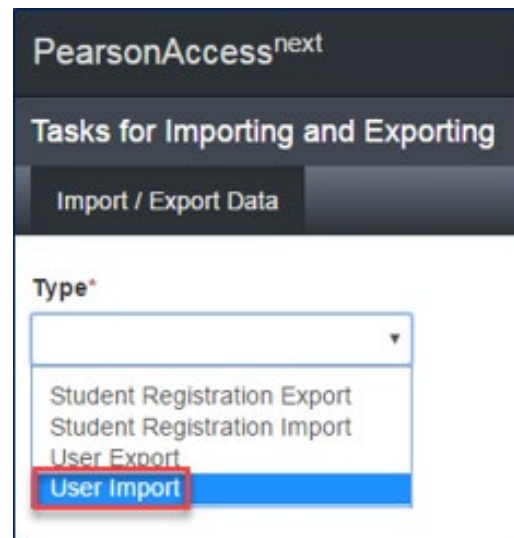 PearsonAccessnext
Tasks for Importing and Exporting
Import / Export Data
Type*
Student Registration Export
Student Registration Import
User Export
User Import